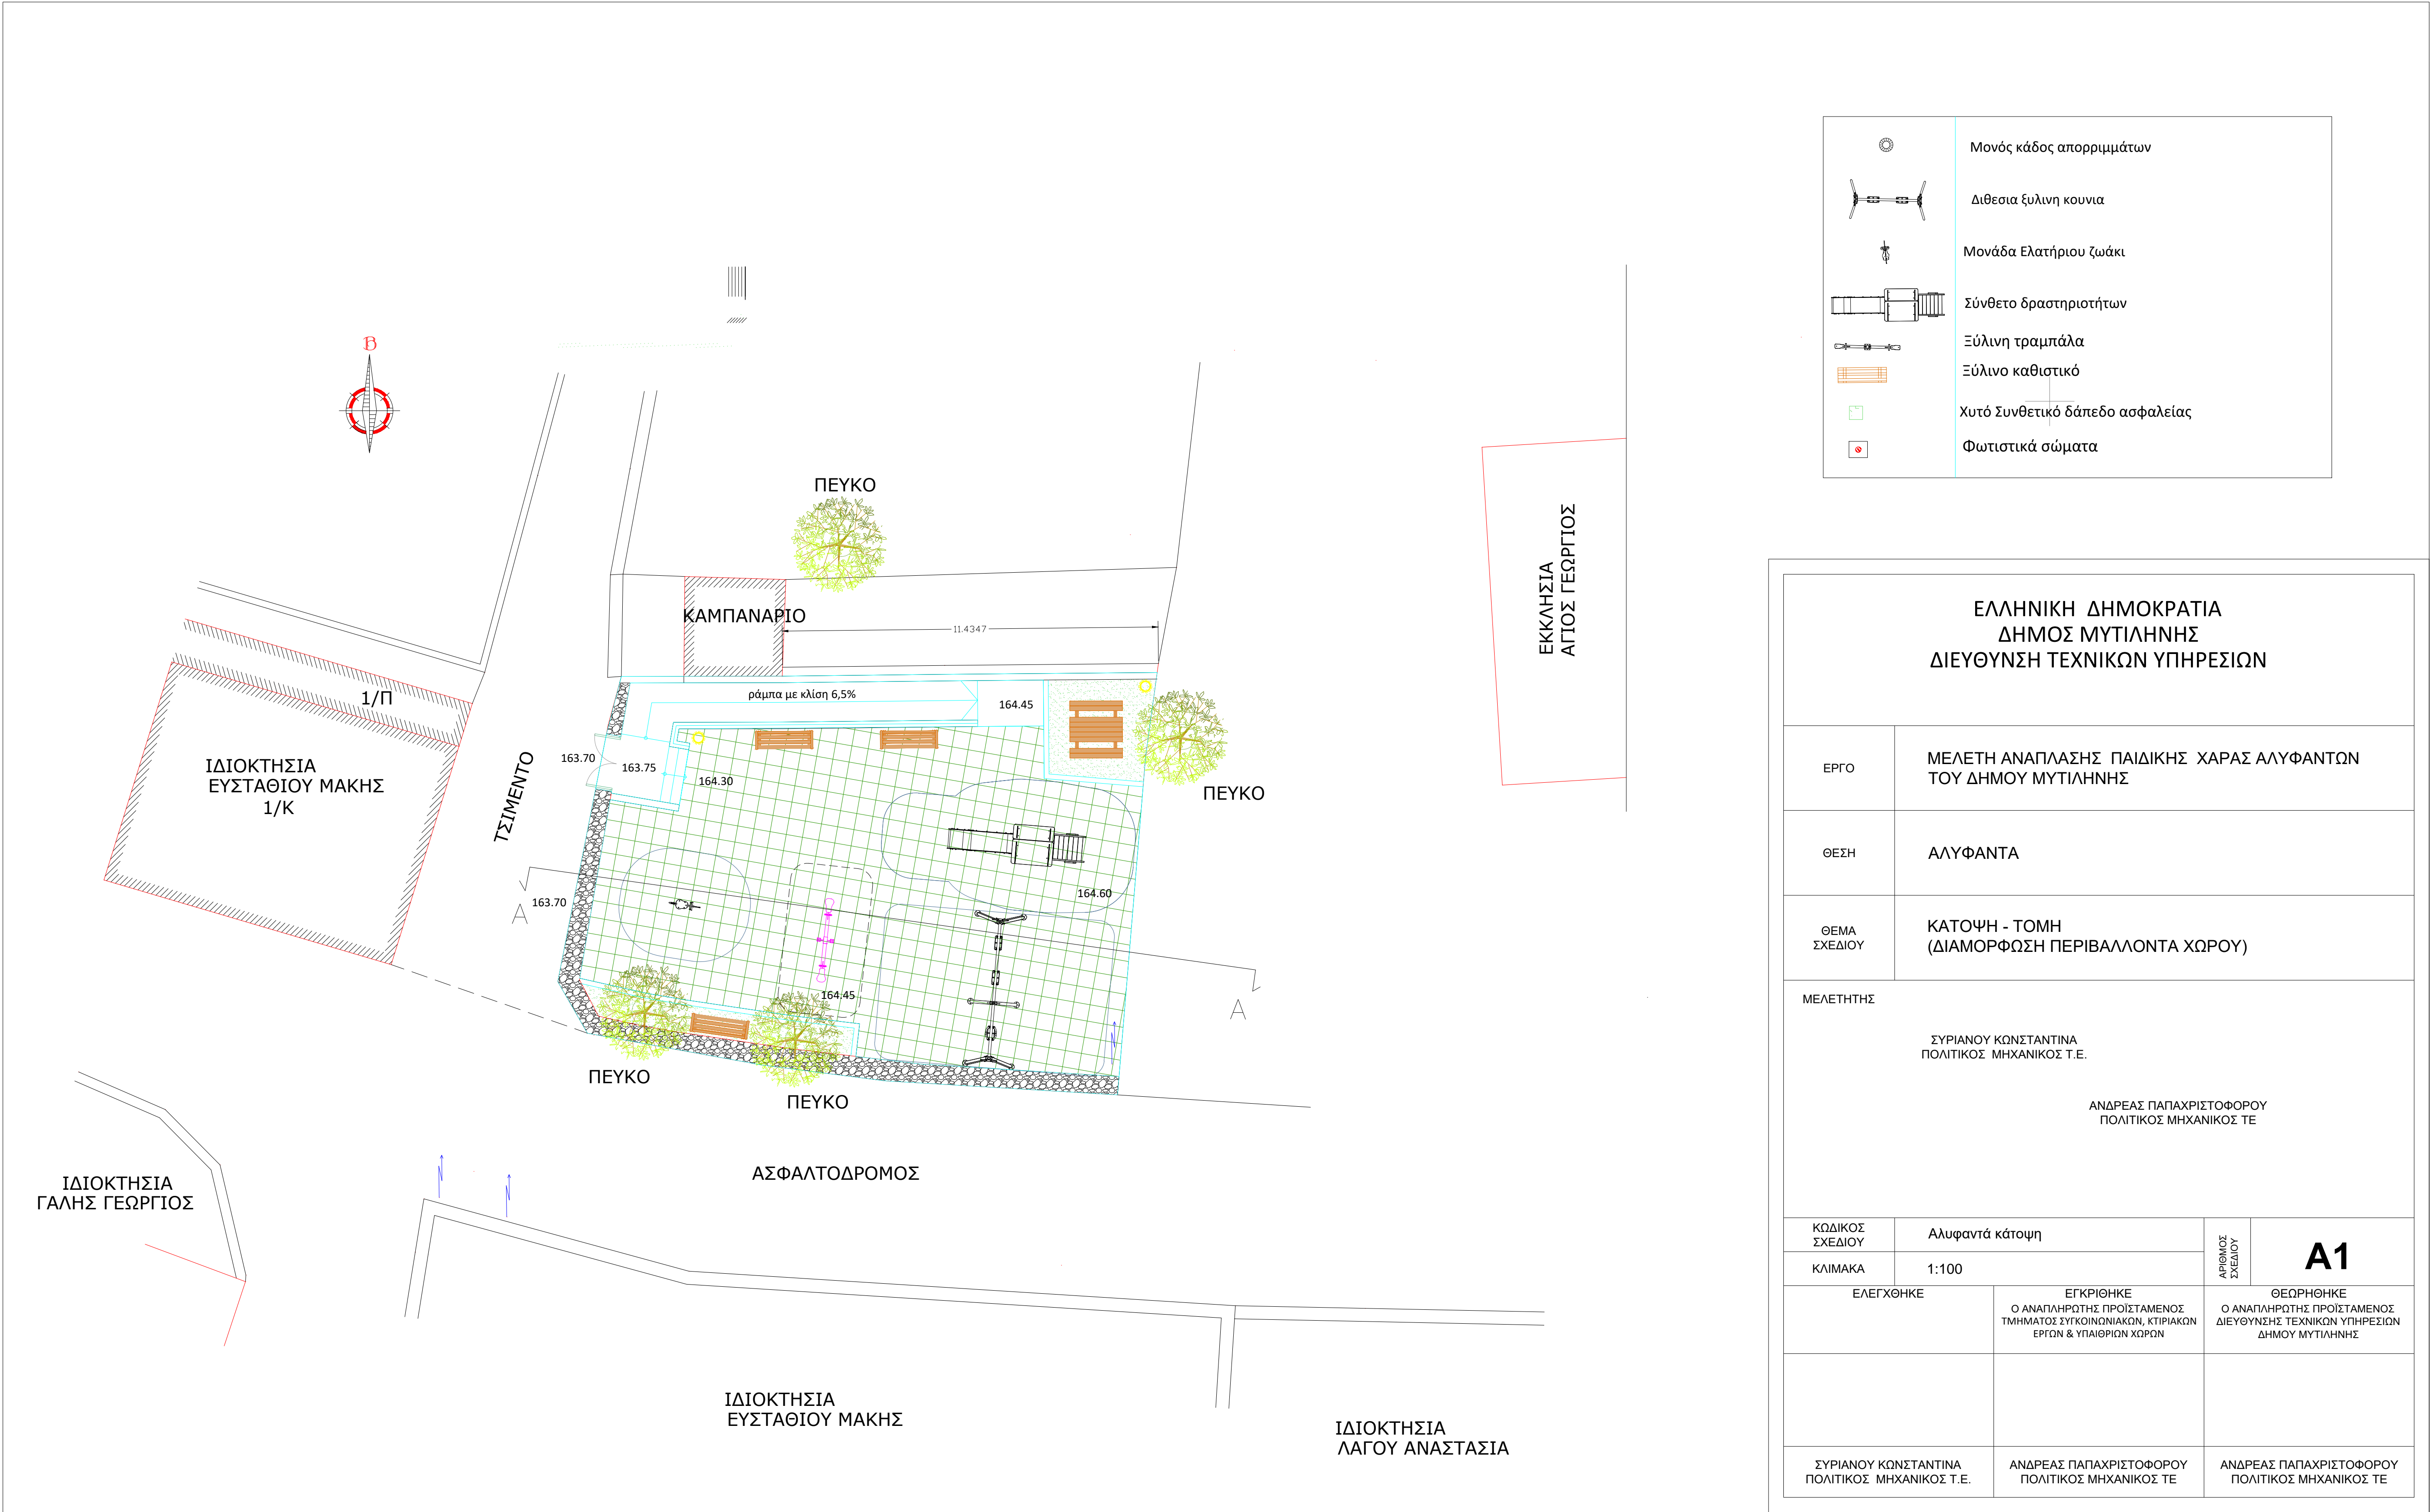 Μονός κάδος απορριμμάτων
Διθεσια ξυλινη κουνια
Μονάδα Ελατήριου ζωάκι
Σύνθετο δραστηριοτήτων
Ξύλινη τραμπάλα
Ξύλινο καθιστικό
Χυτό Συνθετικό δάπεδο ασφαλείας
Φωτιστικά σώματα
Β
ΠΕΥΚΟ
ΚΑΜΠΑΝΑΡΙΟ
11.4347
ΕΚΚΛΗΣΙΑ
ΑΓΙΟΣ ΓΕΩΡΓΙΟΣ
1/Π
ράμπα με κλίση 6,5%
164.45
ΙΔΙΟΚΤΗΣΙΑ
ΕΥΣΤΑΘΙΟΥ ΜΑΚΗΣ
1/Κ
ΤΣΙΜΕΝΤΟ
163.70
163.75
164.30
ΠΕΥΚΟ
163.70
A
164.60
164.45
A
N
ΠΕΥΚΟ
ΠΕΥΚΟ
ΑΣΦΑΛΤΟΔΡΟΜΟΣ
N
N
ΙΔΙΟΚΤΗΣΙΑ
ΓΑΛΗΣ ΓΕΩΡΓΙΟΣ
ΙΔΙΟΚΤΗΣΙΑ
ΕΥΣΤΑΘΙΟΥ ΜΑΚΗΣ
ΙΔΙΟΚΤΗΣΙΑ
ΛΑΓΟΥ ΑΝΑΣΤΑΣΙΑ
ΕΛΛΗΝΙΚΗ ΔΗΜΟΚΡΑΤΙΑ
ΔΗΜΟΣ ΜΥΤΙΛΗΝΗΣ
ΔΙΕΥΘΥΝΣΗ ΤΕΧΝΙΚΩΝ ΥΠΗΡΕΣΙΩΝ
ΕΡΓΟ
ΜΕΛΕΤΗ ΑΝΑΠΛΑΣΗΣ ΠΑΙΔΙΚΗΣ ΧΑΡΑΣ ΑΛΥΦΑΝΤΩΝ
ΤΟΥ ΔΗΜΟΥ ΜΥΤΙΛΗΝΗΣ
ΘΕΣΗ
ΑΛΥΦΑΝΤΑ
ΘΕΜΑ
ΣΧΕΔΙΟΥ
ΚΑΤΟΨΗ - ΤΟΜΗ
(ΔΙΑΜΟΡΦΩΣΗ ΠΕΡΙΒΑΛΛΟΝΤΑ ΧΩΡΟΥ)
ΜΕΛΕΤΗΤΗΣ
ΣΥΡΙΑΝΟΥ ΚΩΝΣΤΑΝΤΙΝΑ
ΠΟΛΙΤΙΚΟΣ ΜΗΧΑΝΙΚΟΣ Τ.Ε.
ΑΝΔΡΕΑΣ ΠΑΠΑΧΡΙΣΤΟΦΟΡΟΥ
ΠΟΛΙΤΙΚΟΣ ΜΗΧΑΝΙΚΟΣ ΤΕ
ΚΩΔΙΚΟΣ
ΣΧΕΔΙΟΥ
Αλυφαντά κάτοψη
ΚΛΙΜΑΚΑ
1:100
ΑΡΙΘΜΟΣ
ΣΧΕΔΙΟΥ
A1
ΕΛΕΓΧΘΗΚΕ
ΕΓΚΡΙΘΗΚΕ
Ο ΑΝΑΠΛΗΡΩΤΗΣ ΠΡΟΪΣΤΑΜΕΝΟΣ
ΤΜΗΜΑΤΟΣ ΣΥΓΚΟΙΝΩΝΙΑΚΩΝ, ΚΤΙΡΙΑΚΩΝ
ΕΡΓΩΝ & ΥΠΑΙΘΡΙΩΝ ΧΩΡΩΝ
ΘΕΩΡΗΘΗΚΕ
Ο ΑΝΑΠΛΗΡΩΤΗΣ ΠΡΟΪΣΤΑΜΕΝΟΣ
ΔΙΕΥΘΥΝΣΗΣ ΤΕΧΝΙΚΩΝ ΥΠΗΡΕΣΙΩΝ
ΔΗΜΟΥ ΜΥΤΙΛΗΝΗΣ
ΣΥΡΙΑΝΟΥ ΚΩΝΣΤΑΝΤΙΝΑ
ΠΟΛΙΤΙΚΟΣ ΜΗΧΑΝΙΚΟΣ Τ.Ε.
ΑΝΔΡΕΑΣ ΠΑΠΑΧΡΙΣΤΟΦΟΡΟΥ
ΠΟΛΙΤΙΚΟΣ ΜΗΧΑΝΙΚΟΣ ΤΕ
ΑΝΔΡΕΑΣ ΠΑΠΑΧΡΙΣΤΟΦΟΡΟΥ
ΠΟΛΙΤΙΚΟΣ ΜΗΧΑΝΙΚΟΣ ΤΕ